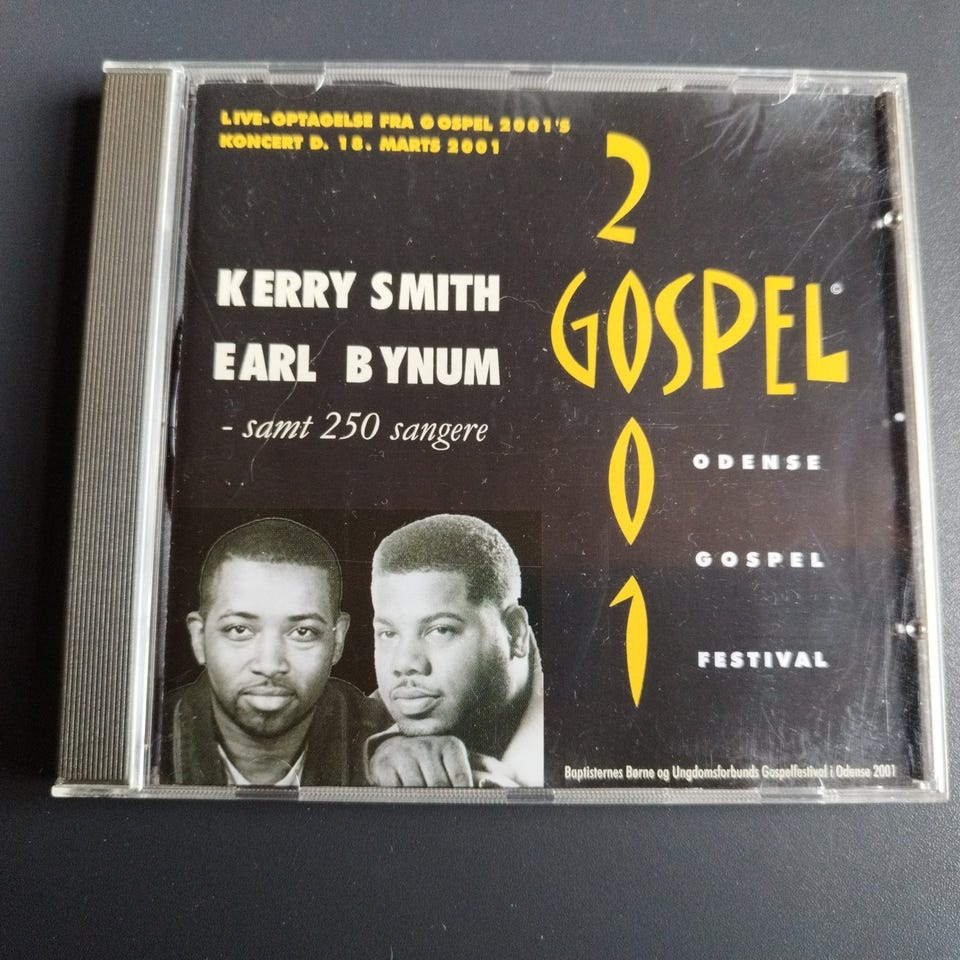 LIVE-OPTAGELSE FRA GOSPEL 2001'S
KONCERT D. 18. MARTS 2001
KERRY SMITH
EARL BYNUM
- samt 250 sangere
2
GOSPEL©
0
1
ODENSE
GOSPEL
FESTIVAL
Baptisternes Børne og Ungdomsforbunds Gospelfestival i Odense 2001